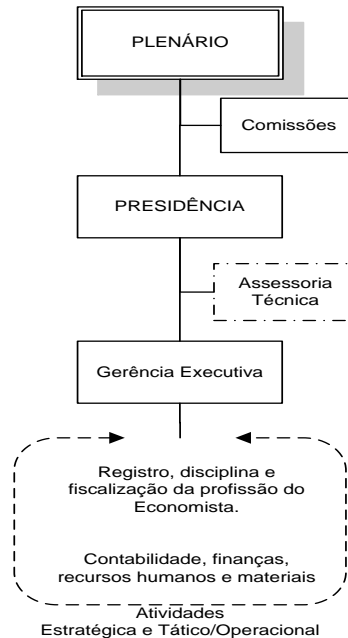 PLENÁRIO
Comissões
PRESIDÊNCIA
Assessoria
Técnica
Gerência Executiva
Registro, disciplina e
fiscalização da profissão do
Economista.
Contabilidade, finanças,
recursos humanos e materiais
Atividades
Estratégica e Tático/Operacional